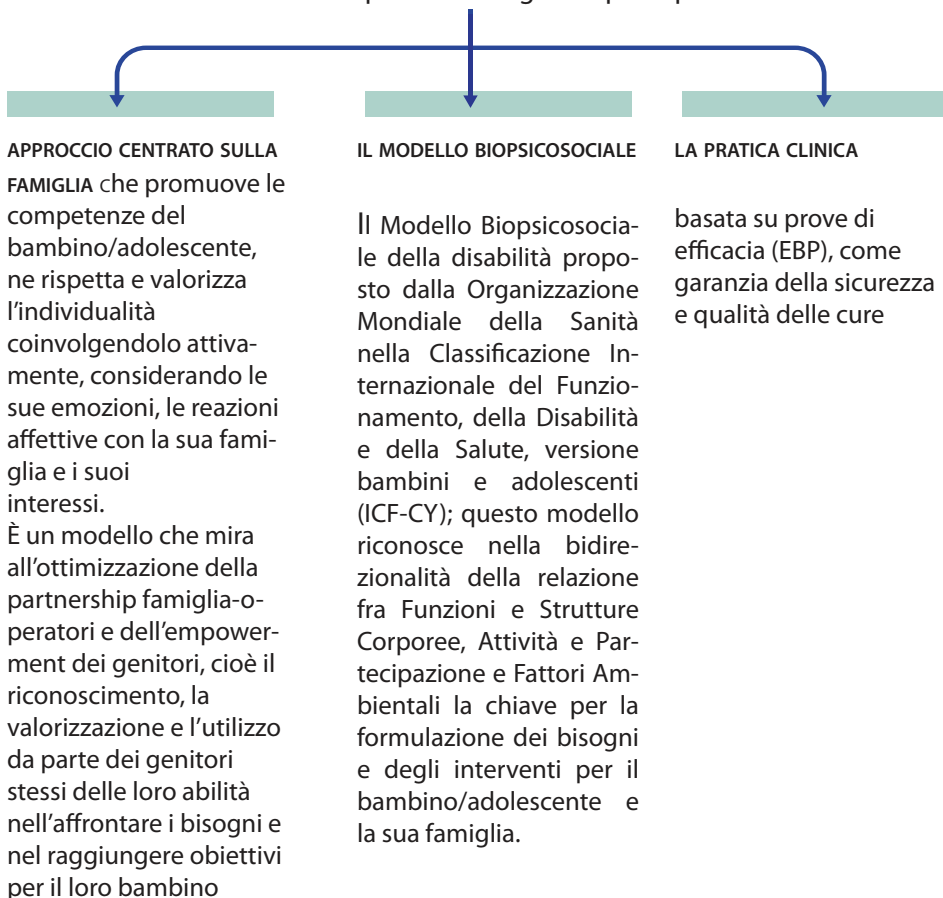 APPROCCIO CENTRATO SULLA
FAMIGLIA che promuove le
competenze del
bambino/adolescente,
ne rispetta e valorizza
l'individualità
coinvolgendolo attiva-
mente, considerando le
sue emozioni, le reazioni
affettive con la sua fami-
glia e i suoi
interessi.
È un modello che mira
all'ottimizzazione della
partnership famiglia-o-
peratori e dell'empower-
ment dei genitori, cioè il
riconoscimento, la
valorizzazione e l'utilizzo
da parte dei genitori
stessi delle loro abilità
nell'affrontare i bisogni e
nel raggiungere obiettivi
per il loro bambino
IL MODELLO BIOPSICOSOCIALE
Il Modello Biopsicosocia-
le della disabilità propo-
sto dalla Organizzazione
Mondiale della Sanità
nella Classificazione In-
ternazionale del Funzio-
namento, della Disabilità
e della Salute, versione
bambini e adolescenti
(ICF-CY); questo modello
riconosce nella bidire-
zionalità della relazione
fra Funzioni e Strutture
Corporee, Attività e Par-
tecipazione e Fattori Am-
bientali la chiave per la
formulazione dei bisogni
e degli interventi per il
bambino/adolescente e
la sua famiglia.
LA PRATICA CLINICA
basata su prove di
efficacia (EBP), come
garanzia della sicurezza
e qualità delle cure